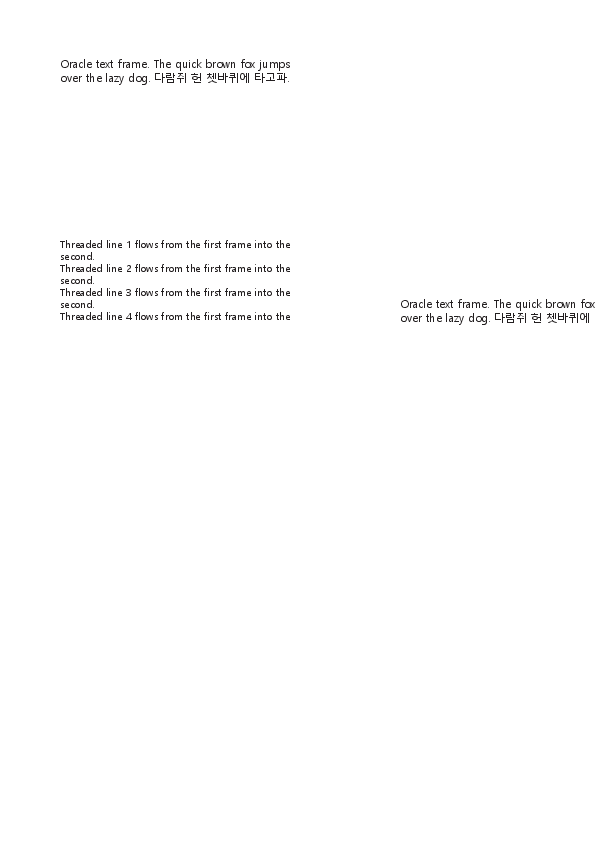 Oracle text frame. The quick brown fox jumps
over the lazy dog. 다람쥐 헌 쳇바퀴에 타고파.
Threaded line 1 flows from the first frame into the
second.
Threaded line 2 flows from the first frame into the
second.
Threaded line 3 flows from the first frame into the
second.
Threaded line 4 flows from the first frame into the
Oracle text frame. The quick brown fox
over the lazy dog. 다람쥐 헌 쳇바퀴에